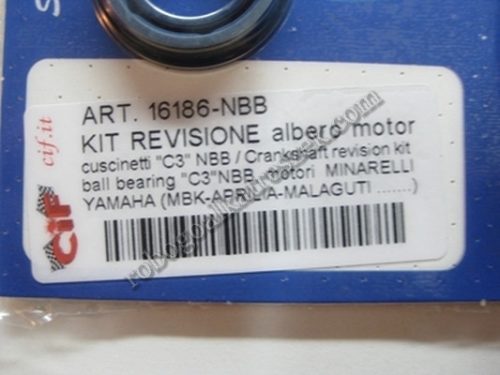 S
cif.it
CIF
ART. 16186-NBB
KIT REVISIONE albero motor
cuscinetti "C3" NBB / Crankshaft revision kit
ball bearing "C3"NBB motori MINARELLI
YAMAHA (MBK-APRILIA-MALAGUTI .......)